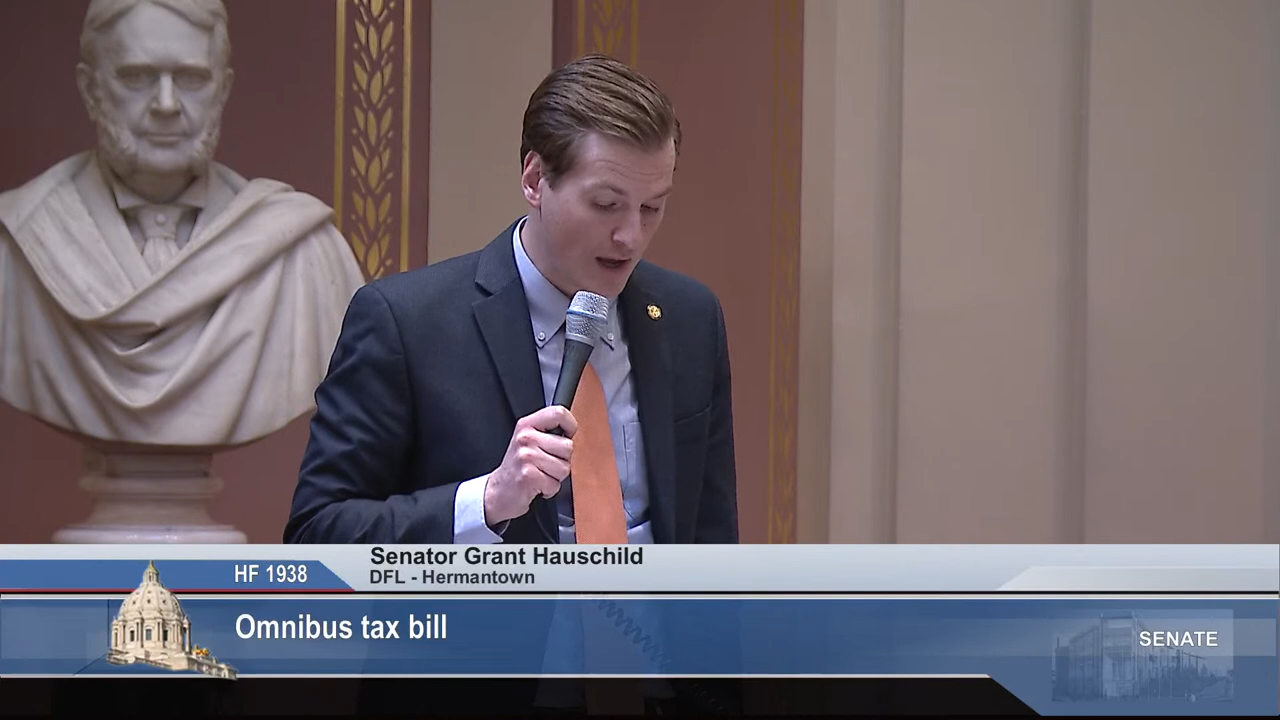 Senator Grant Hauschild
HF 1938
DFL - Hermantown
Omnibus tax bill
SENATE